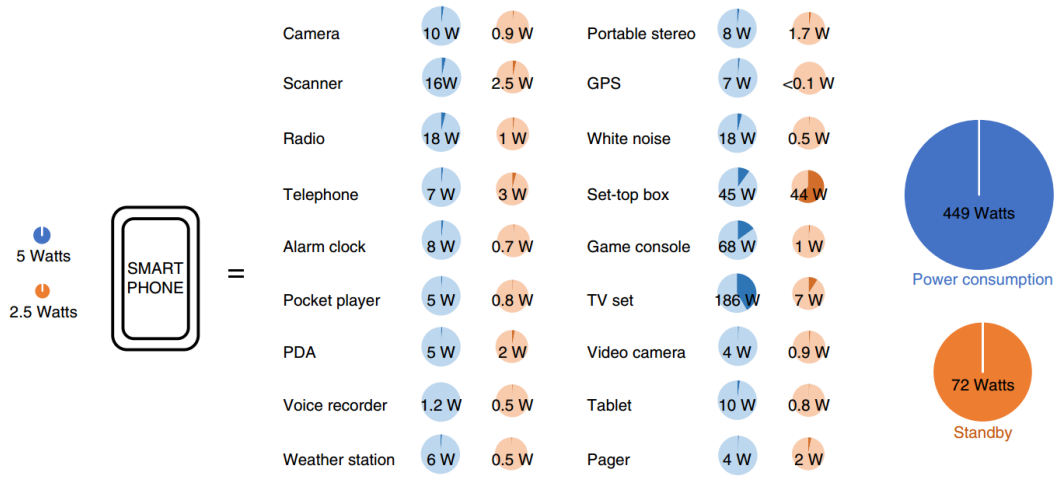 5 Watts
2.5 Watts
SMART
PHONE
=
Camera 10 W 0.9 W
Scanner 16W 2.5 W
Radio 18 W 1 W
Telephone 7 W 3 W
Alarm clock 8 W 0.7 W
Pocket player 5 W 0.8 W
PDA 5 W 2 W
Voice recorder 1.2 W 0.5 W
Weather station 6 W 0.5 W
Portable stereo 8 W 1.7 W
GPS 7 W <0.1 W
White noise 18 W 0.5 W
Set-top box 45 W 44 W
Game console 68 W 1 W
TV set 186 W 7 W
Video camera 4 W 0.9 W
Tablet 10 W 0.8 W
Pager 4 W 2 W
449 Watts
Power consumption
72 Watts
Standby